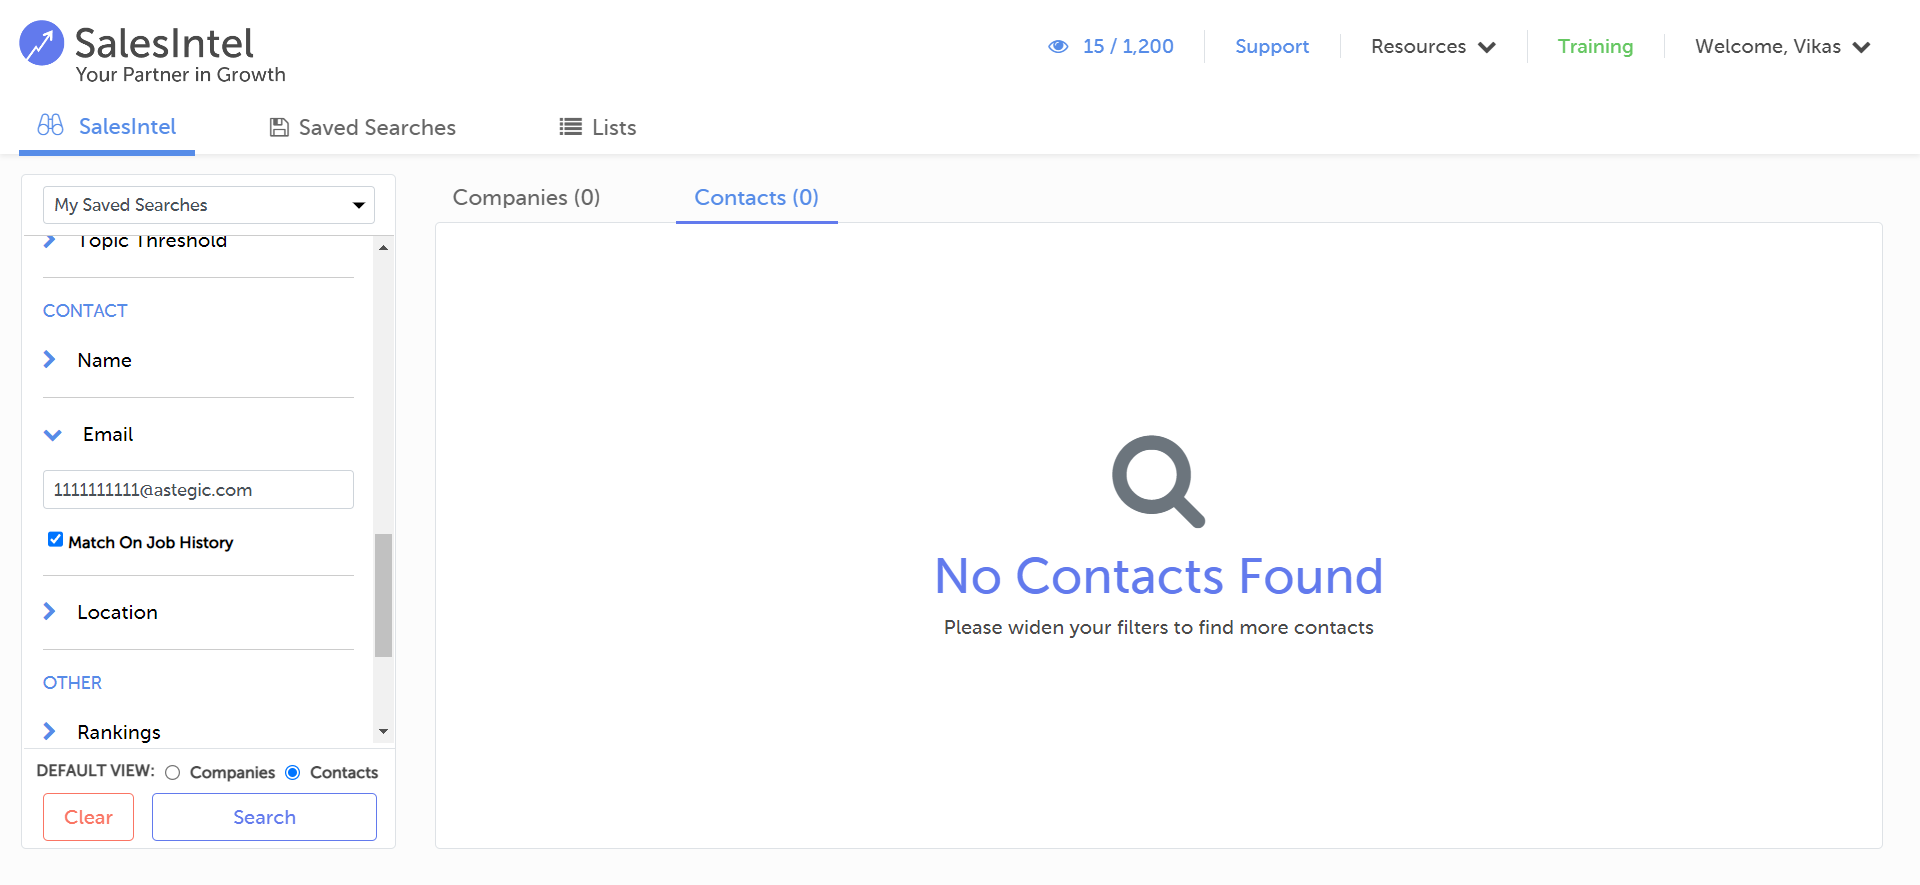 SalesIntel
Your Partner in Growth
15 / 1,200
Support
Resources
Training
Welcome, Vikas
SalesIntel
Saved Searches
Lists
My Saved Searches
Topic Threshold
CONTACT
Name
Email
1111111111@astegic.com
Match On Job History
Location
OTHER
Rankings
DEFAULT VIEW: Companies Contacts
Clear
Search
Companies (0)
Contacts (0)
No Contacts Found
Please widen your filters to find more contacts